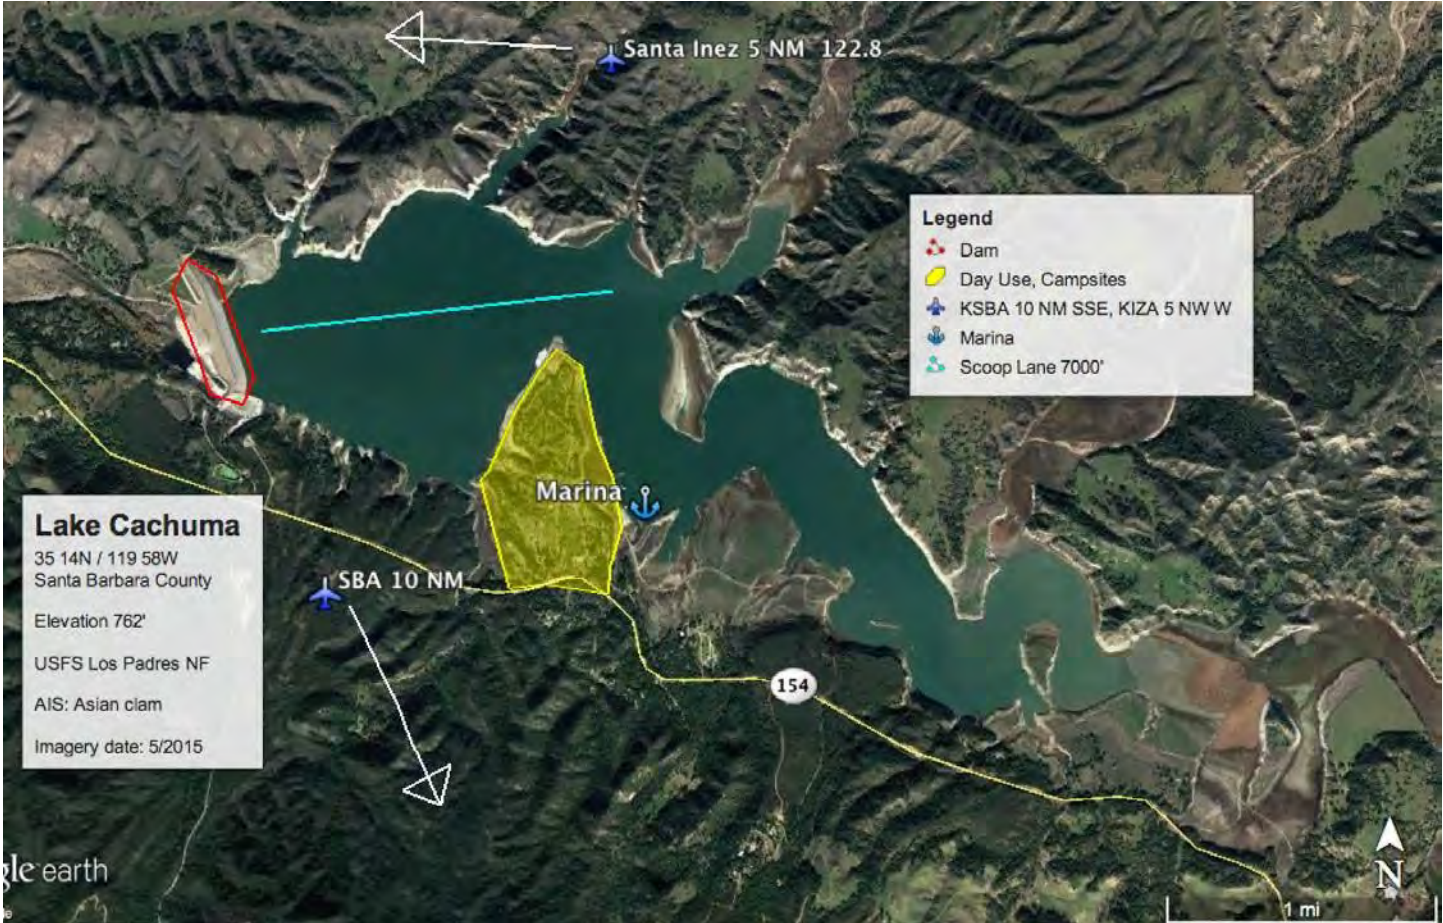 Santa Inez 5 NM 122.8
Legend
Dam
Day Use, Campsites
KSBA 10 NM SSE, KIZA 5 NW W
Marina
Scoop Lane 7000'
Marina
Lake Cachuma
35 14N / 119 58W
Santa Barbara County
Elevation 762'
USFS Los Padres NF
AIS: Asian clam
Imagery date: 5/2015
SBA 10 NM
154
gle earth
N
1 mi